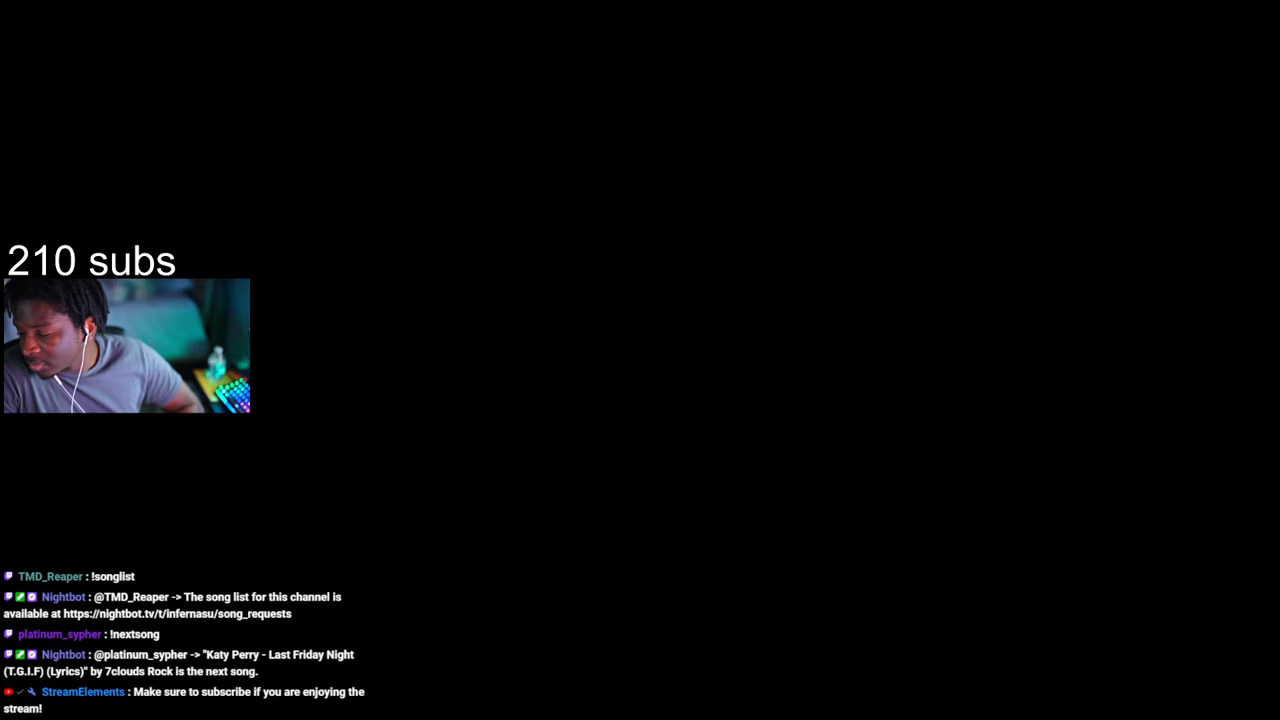 210 subs
TMD_Reaper : !songlist
Nightbot : @TMD_Reaper -> The song list for this channel is
available at https://nightbot.tv/t/infernasu/song_requests
platinum_sypher : !nextsong
Nightbot : @platinum_sypher -> "Katy Perry - Last Friday Night
(T.G.I.F) (Lyrics)" by 7clouds Rock is the next song.
StreamElements : Make sure to subscribe if you are enjoying the
stream!